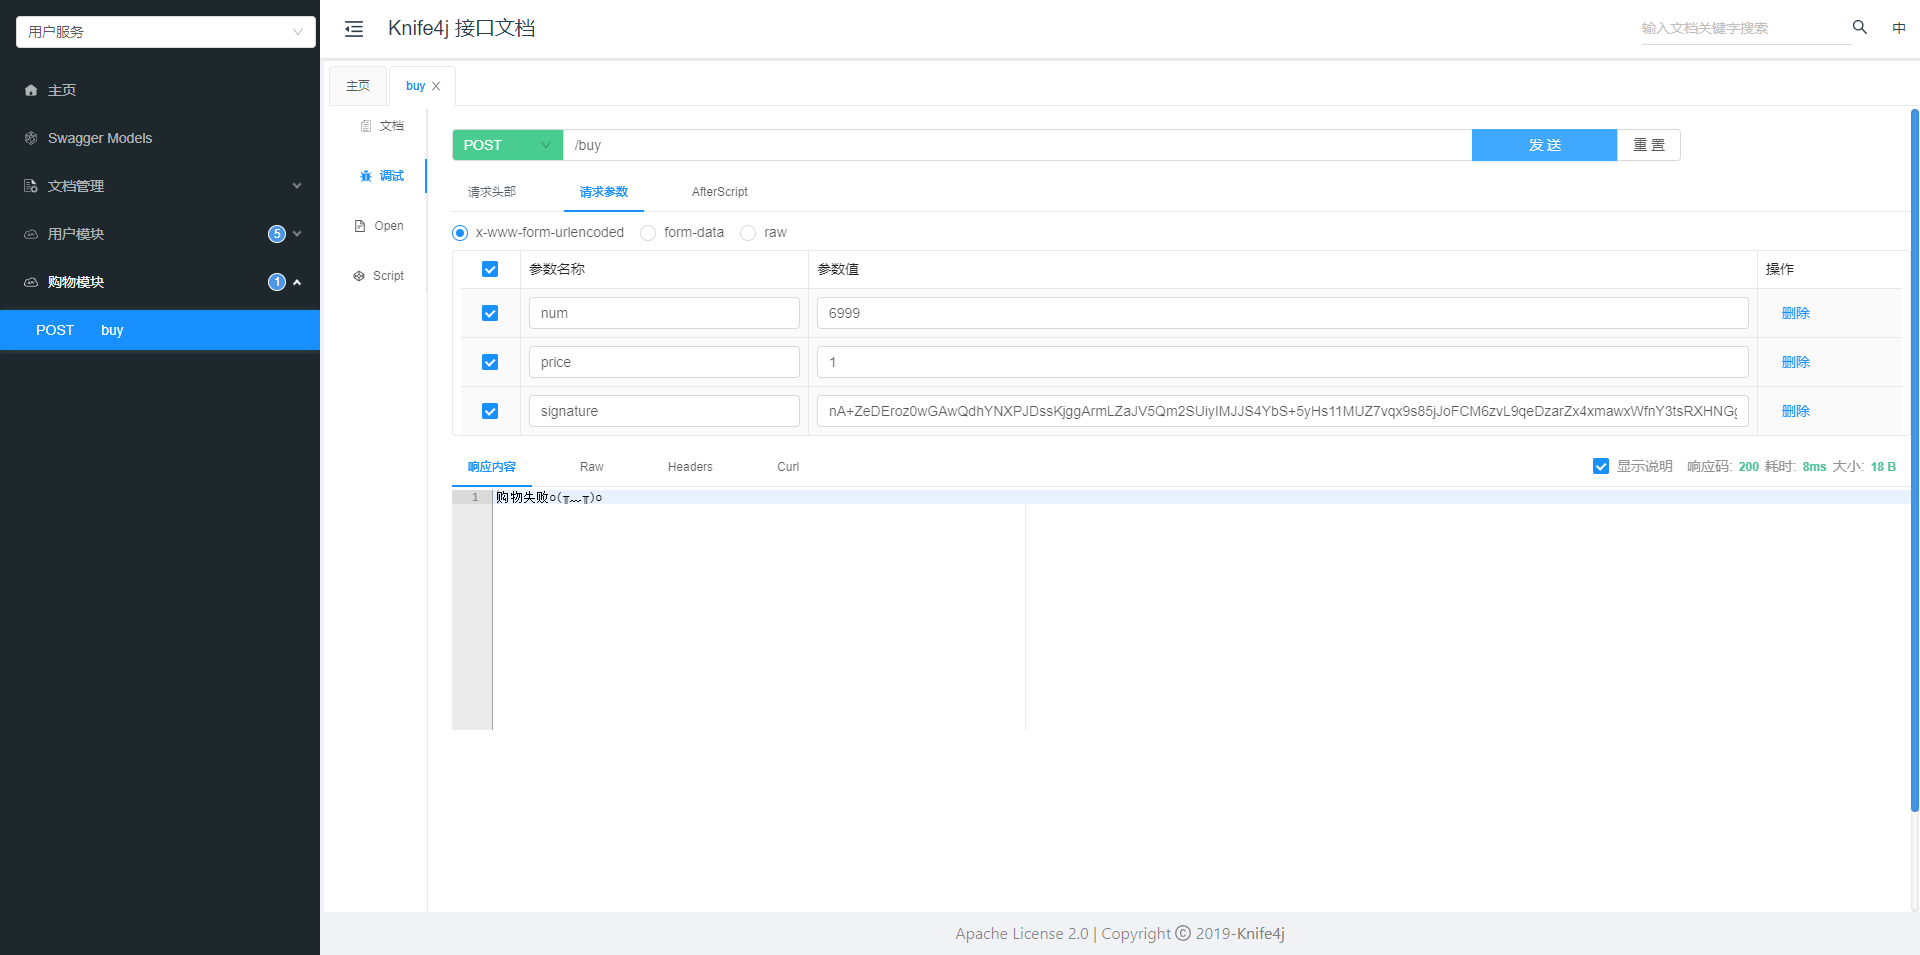 用户服务
主页
Swagger Models
文档管理
用户模块 5
购物模块 1
POST buy
Knife4j 接口文档
输入文档关键字搜索
中
主页
buy
文档
调试
Open
Script
POST /buy 发 送 重 置
请求头部 请求参数 AfterScript
x-www-form-urlencoded form-data raw
参数名称 参数值 操作
num 6999 删除
price 1 删除
signature nA+ZeDEroz0wGAwQdhYNXPJDssKjggArmLZaJV5Qm2SUiyIMJJS4YbS+5yHs11MUZ7vqx9s85jJoFCM6zvL9qeDzarZx4xmawxWfnY3tsRXHNGg 删除
响应内容 Raw Headers Curl
显示说明 响应码: 200 耗时: 8ms 大小: 18 B
1 购物失败o(╥﹏╥)o
Apache License 2.0 | Copyright © 2019-Knife4j